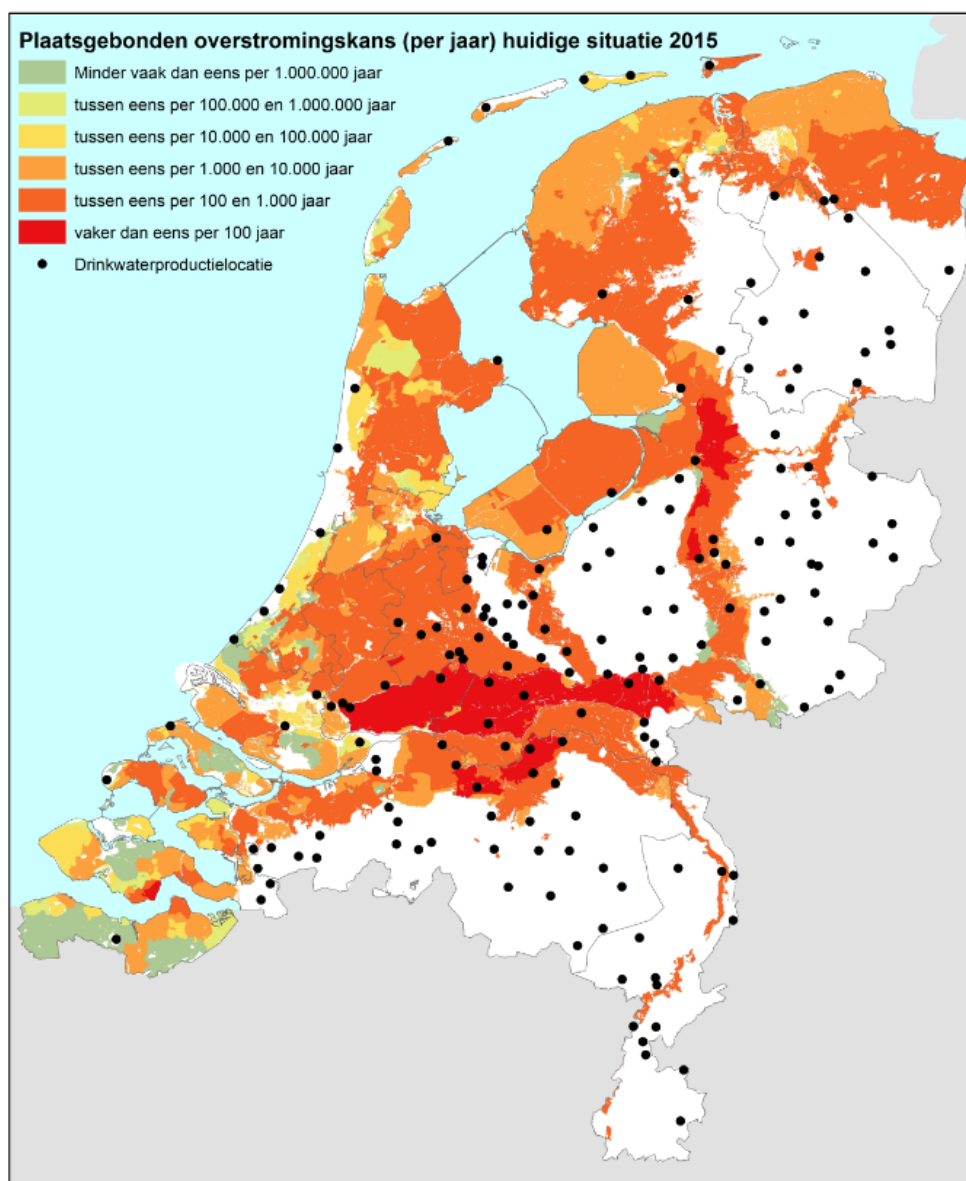 Plaatsgebonden overstromingskans (per jaar) huidige situatie 2015
Minder vaak dan eens per 1.000.000 jaar
tussen eens per 100.000 en 1.000.000 jaar
tussen eens per 10.000 en 100.000 jaar
tussen eens per 1.000 en 10.000 jaar
tussen eens per 100 en 1.000 jaar
vaker dan eens per 100 jaar
Drinkwaterproductielocatie